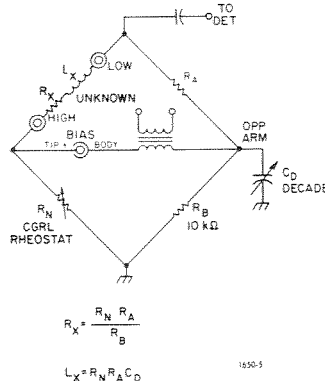 TO
DET
LOW
LX
RX
UNKNOWN
HIGH
RA
BIAS
TIP + BODY
OPP
ARM
CD
DECADE
RN
CGRL
RHEOSTAT
RB
10 kΩ
RX = RN RA / RB
LX = RN RA CD
1650-5